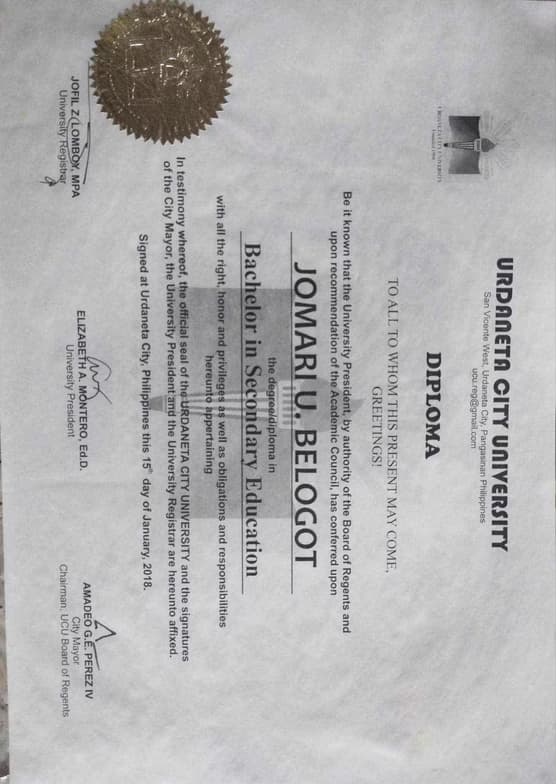 URDANETA CITY UNIVERSITY
San Vicente West, Urdaneta City, Pangasinan Philippines
ucu.reg@gmail.com
URDANETA CITY UNIVERSITY
DIPLOMA
TO ALL TO WHOM THIS PRESENT MAY COME,
GREETINGS!
Be it known that the University President, by authority of the Board of Regents and
upon recommendation of the Academic Council, has conferred upon
JOMARI U. BELOGOT
the degree/diploma in
Bachelor in Secondary Education
with all the right, honor and privileges as well as obligations and responsibilities
hereunto appertaining
In testimony whereof, the official seal of the URDANETA CITY UNIVERSITY and the signatures
of the City Mayor, the University President and the University Registrar are hereunto affixed.
Signed at Urdaneta City, Philippines this 15th day of January, 2018.
JOFIL Z. LOMBOY, MPA
University Registrar
ELIZABETH A. MONTERO, Ed.D.
University President
AMADEO G.E. PEREZ IV
City Mayor
Chairman, UCU Board of Regents